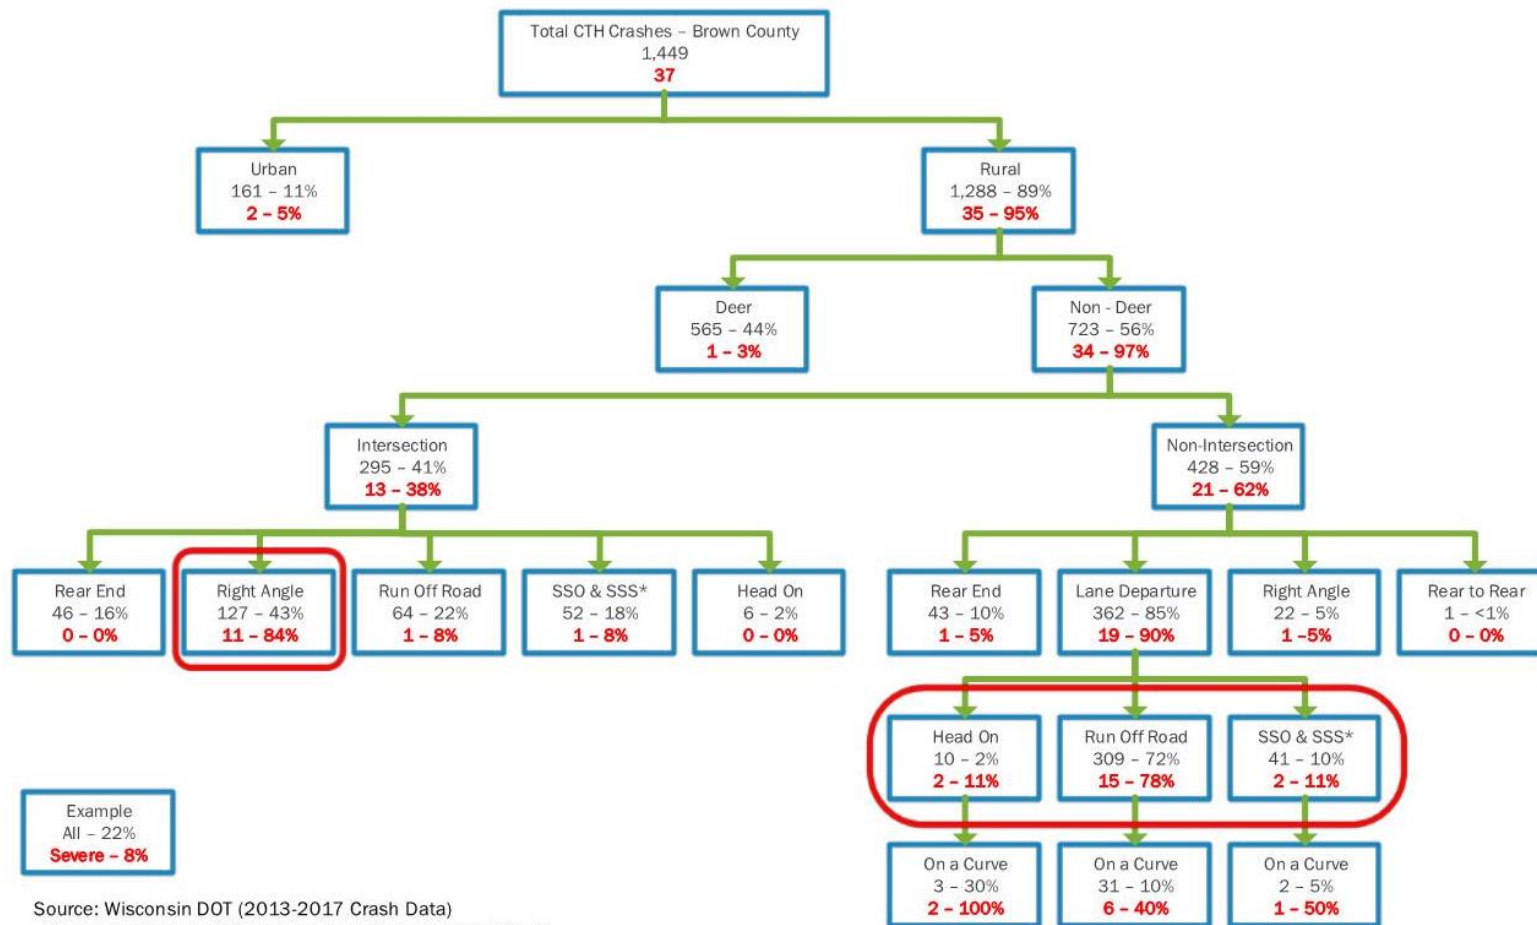 Total CTH Crashes – Brown County
1,449
37
Urban
161 – 11%
2 – 5%
Rural
1,288 – 89%
35 – 95%
Deer
565 – 44%
1 – 3%
Non - Deer
723 – 56%
34 – 97%
Intersection
295 – 41%
13 – 38%
Non-Intersection
428 – 59%
21 – 62%
Rear End
46 – 16%
0 – 0%
Right Angle
127 – 43%
11 – 84%
Run Off Road
64 – 22%
1 – 8%
SSO & SSS*
52 – 18%
1 – 8%
Head On
6 – 2%
0 – 0%
Rear End
43 – 10%
1 – 5%
Lane Departure
362 – 85%
19 – 90%
Right Angle
22 – 5%
1 –5%
Rear to Rear
1 – <1%
0 – 0%
Head On
10 – 2%
2 – 11%
Run Off Road
309 – 72%
15 – 78%
SSO & SSS*
41 – 10%
2 – 11%
On a Curve
3 – 30%
2 – 100%
On a Curve
31 – 10%
6 – 40%
On a Curve
2 – 5%
1 – 50%
Example
All – 22%
Severe – 8%
Source: Wisconsin DOT (2013-2017 Crash Data)